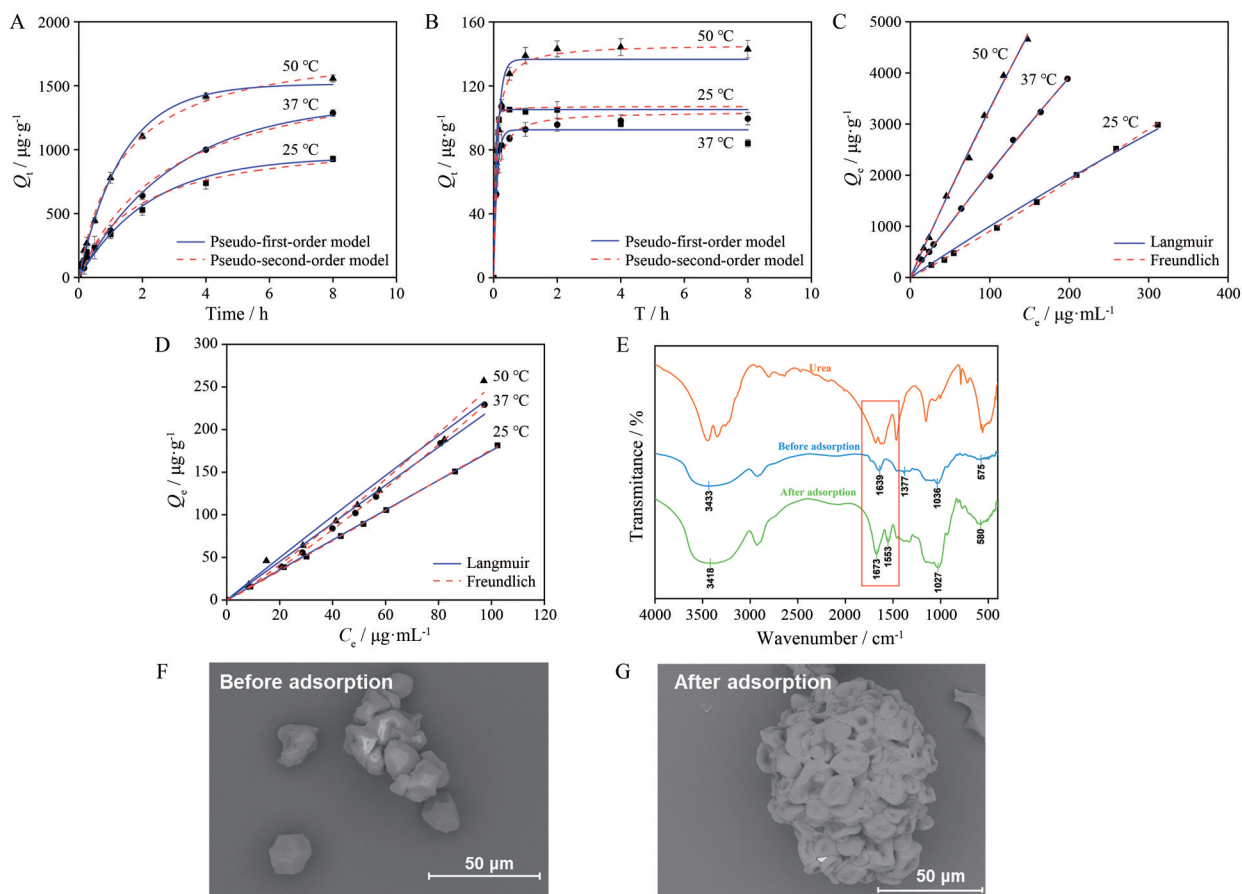 A
2000
1500
1000
500
0
0 2 4 6 8 10
Qt / μg·g-1
Time / h
50 ℃
37 ℃
25 ℃
Pseudo-first-order model
Pseudo-second-order model
B
160
120
80
40
0
0 2 4 6 8 10
Qt / μg·g-1
T / h
50 ℃
25 ℃
37 ℃
Pseudo-first-order model
Pseudo-second-order model
C
5000
4000
3000
2000
1000
0
0 100 200 300 400
Qe / μg·g-1
Ce / μg·mL-1
50 ℃
37 ℃
25 ℃
Langmuir
Freundlich
D
300
250
200
150
100
50
0
0 20 40 60 80 100 120
Qe / μg·g-1
Ce / μg·mL-1
50 ℃
37 ℃
25 ℃
Langmuir
Freundlich
E
Transmitance / %
Urea
Before adsorption
3433
1639
1377
1036
575
After adsorption
3418
1673
1553
1027
580
4000 3500 3000 2500 2000 1500 1000 500
Wavenumber / cm-1
F
Before adsorption
50 μm
G
After adsorption
50 μm